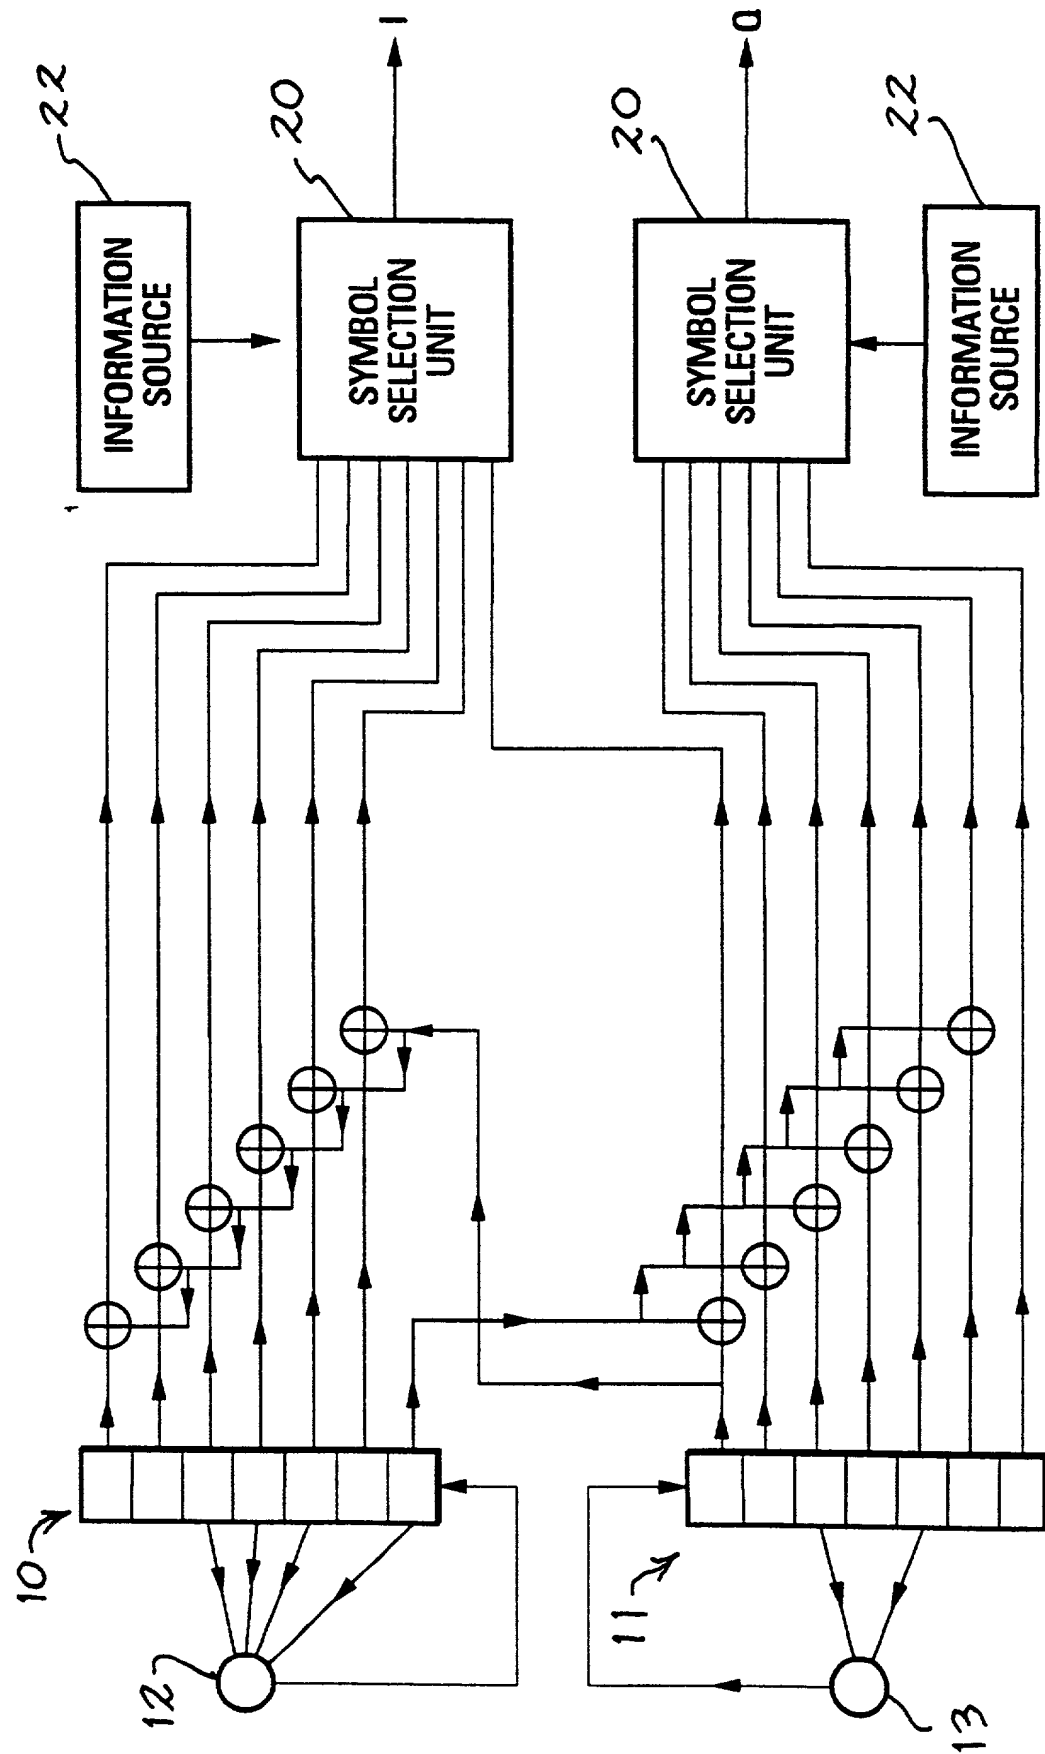 22
INFORMATION
SOURCE
20
SYMBOL
SELECTION
UNIT
I
10
12
20
SYMBOL
SELECTION
UNIT
Q
22
INFORMATION
SOURCE
11
13